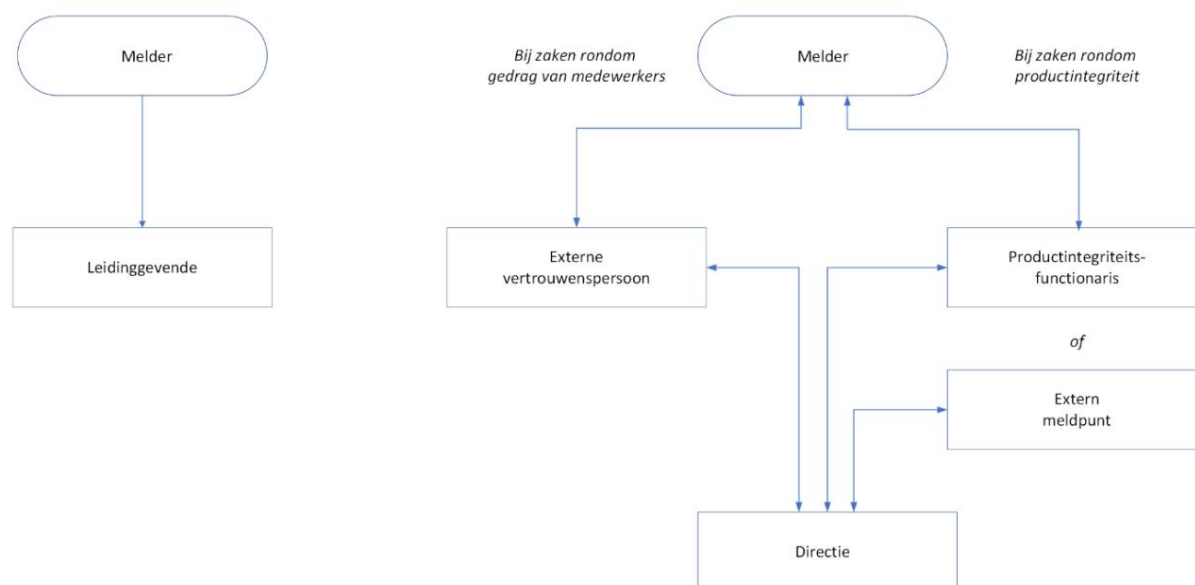 Melder
Leidinggevende
Bij zaken rondom
gedrag van medewerkers
Melder
Bij zaken rondom
productintegriteit
Externe
vertrouwenspersoon
Productintegriteits-
functionaris
of
Extern
meldpunt
Directie